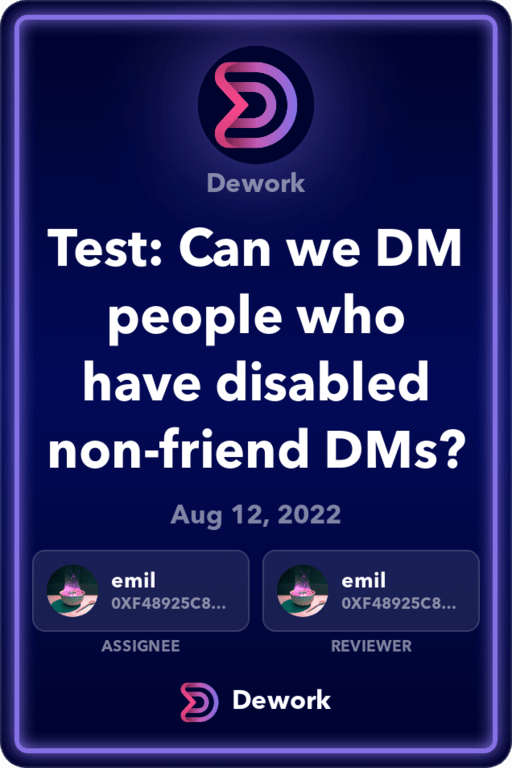 Dework
Test: Can we DM
people who
have disabled
non-friend DMs?
Aug 12, 2022
emil
0XF48925C8...
ASSIGNEE
emil
0XF48925C8...
REVIEWER
Dework